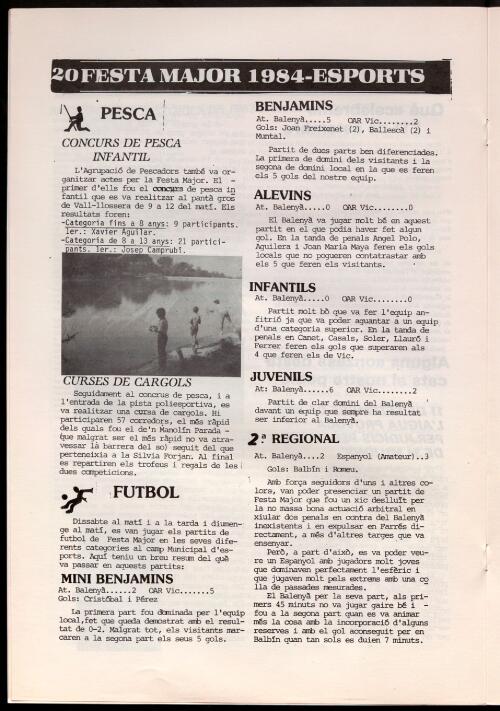 20 FESTA MAJOR 1984-ESPORTS
PESCA
CONCURS DE PESCA
INFANTIL
L'Agrupació de Pescadors també va or-
ganitzar actes per la Festa Major. El -
primer d'ells fou el concurs de pesca in
fantil que es va realitzar al pantà gros
de Vall-llossera de 9 a 12 del matí. Els
resultats foren:
-Categoria fins a 8 anys: 9 participants.
1er.: Xavier Aguilar.
-Categoria de 8 a 13 anys: 21 partici-
pants. 1er.: Josep Camprubí.
CURSES DE CARGOLS
Seguidament al concrus de pesca, i a
l'entrada de la pista poliesportiva, es
va realitzar una cursa de cargols. Hi
participaren 57 corredors, el més ràpid
dels quals fou el de'n Manolín Parada -
(que malgrat ser el més ràpid no va atra-
vessar la barrera del so) seguit del que
perteneixia a la Silvia Forjan. Al final
es repartiren els trofeus i regals de les
dues competicions.
FUTBOL
Dissabte al matí i a la tarda i diumen-
ge al matí, es van jugar els partits de
futbol de Festa Major en les seves dife-
rents categories al camp Municipal d'es-
ports. Aquí teniu un breu resum del què
va passar en aquests partits:
MINI BENJAMINS
At. Balenyà......2 OAR Vic.......5
Gols: Cristóbal i Pérez
La primera part fou dominada per l'equip
local,fet que queda demostrat amb el resul-
tat de 0-2. Malgrat tot, els visitants mar-
caren a la segona part els seus 5 gols.
BENJAMINS
At. Balenyà.....5 OAR Vic........2
Gols: Joan Freixenet (2), Ballescà (2) i
Muntal.
Partit de dues parts ben diferenciades.
La primera de domini dels visitants i la
segona de domini local en la que es feren
els 5 gols del nostre equip.
ALEVINS
At. Balenyà.....0 OAR Vic........0
El Balenyà va jugar molt bé en aquest
partit en el que podia haver fet algun
gol. En la tanda de penals Angel Polo,
Aguilera i Joan Maria Maya feren els gols
locals que no pogueren contatrastar amb
els 5 que feren els visitants.
INFANTILS
At. Balenyà.....0 OAR Vic........0
Partit molt bò que va fer l'equip an-
fitrió ja que va poder aguantar a un equip
d'una categoria superior. En la tanda de
penals en Canet, Casals, Soler, Llauró i
Ferrer feren els gols que superaren als
4 que feren els de Vic.
JUVENILS
At: Balenyà......6 OAR Vic........2
Partit de clar domini del Balenyà
davant un equip que sempre ha resultat
ser inferior al Balenyà.
2ª REGIONAL
At. Balenyà....2 Espanyol (Amateur)..3
Gols: Balbín i Romeu.
Amb força seguidors d'uns i altres co-
lors, van poder presenciar un partit de
Festa Major que fou un xic deslluït per
la no massa bona actuació arbitral en
xiular dos penals en contra del Balenyà
inexistents i en expulsar en Farrés di-
rectament, a més d'altres targes que va
ensenyar.
Però, a part d'això, es va poder veu-
re un Espanyol amb jugadors molt joves
que dominaven perfectament l'esfèric i
que jugaven molt pels extrems amb una co
lla de passades mesurades.
El Balenyà per la seva part, als pri-
mers 45 minuts no va jugar gaire bé i -
fou a la segona part quan es va animar
més la cosa amb la incorporació d'alguns
reserves i amb el gol aconseguit per en
Balbín quan tan sols es duien 7 minuts.